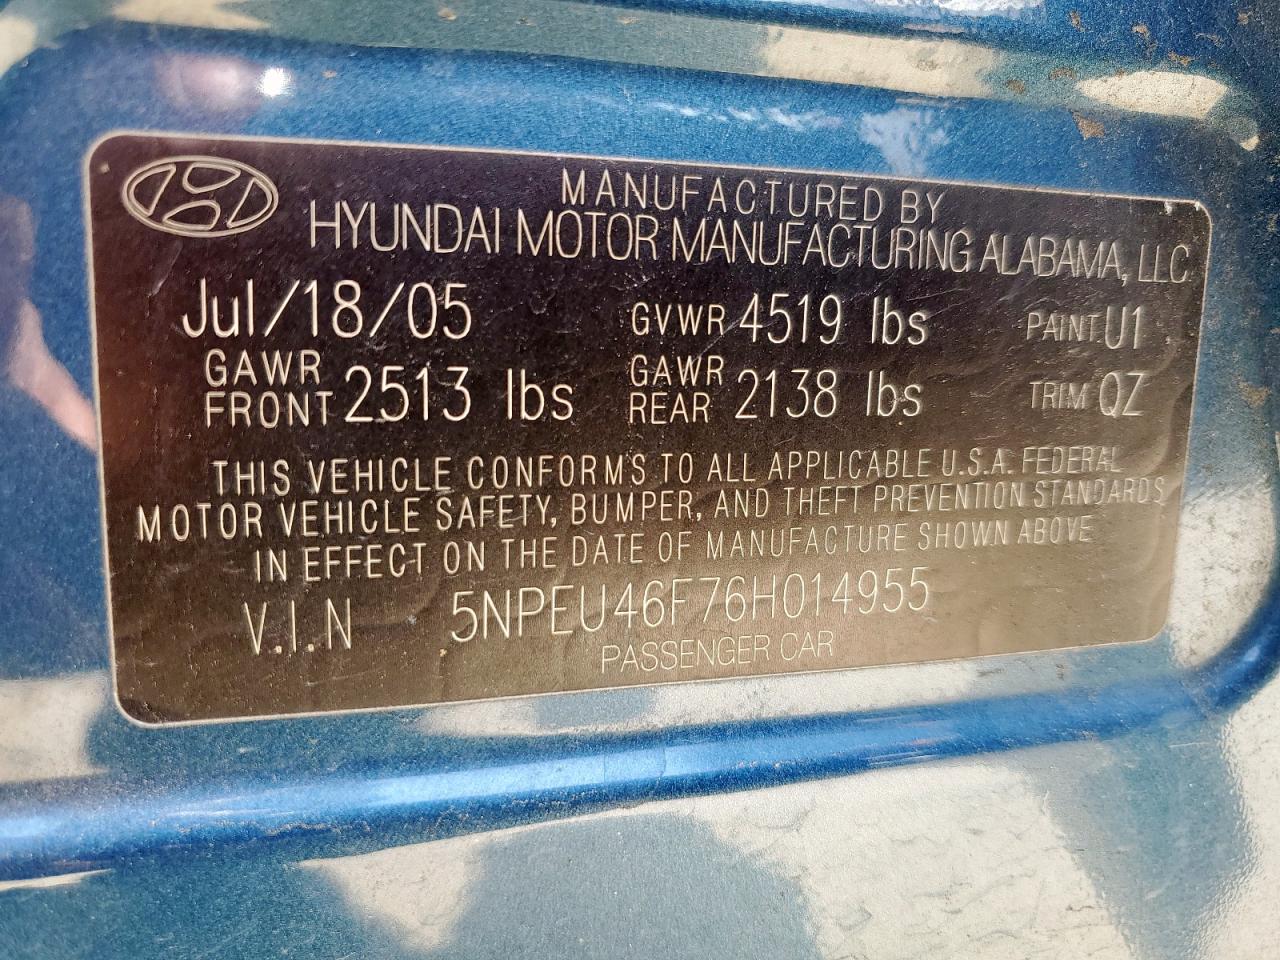 MANUFACTURED BY
HYUNDAI MOTOR MANUFACTURING ALABAMA, LLC
Jul/18/05 GVWR 4519 lbs PAINT U1
GAWR FRONT 2513 lbs GAWR REAR 2138 lbs TRIM QZ
THIS VEHICLE CONFORMS TO ALL APPLICABLE U.S.A. FEDERAL
MOTOR VEHICLE SAFETY, BUMPER, AND THEFT PREVENTION STANDARDS
IN EFFECT ON THE DATE OF MANUFACTURE SHOWN ABOVE
V.I.N 5NPEU46F76H014955
PASSENGER CAR